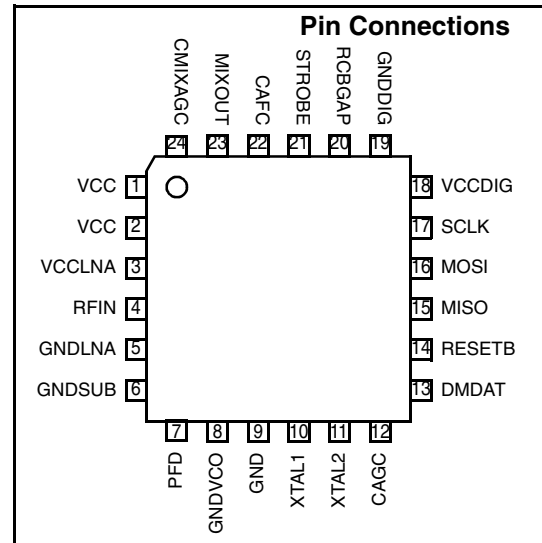 Pin Connections
CMIXAGC
MIXOUT
CAFC
STROBE
RCBGAP
GNDDIG
24 23 22 21 20 19
VCC 1
VCC 2
VCCLNA 3
RFIN 4
GNDLNA 5
GNDSUB 6
18 VCCDIG
17 SCLK
16 MOSI
15 MISO
14 RESETB
13 DMDAT
7 8 9 10 11 12
PFD
GNDVCO
GND
XTAL1
XTAL2
CAGC